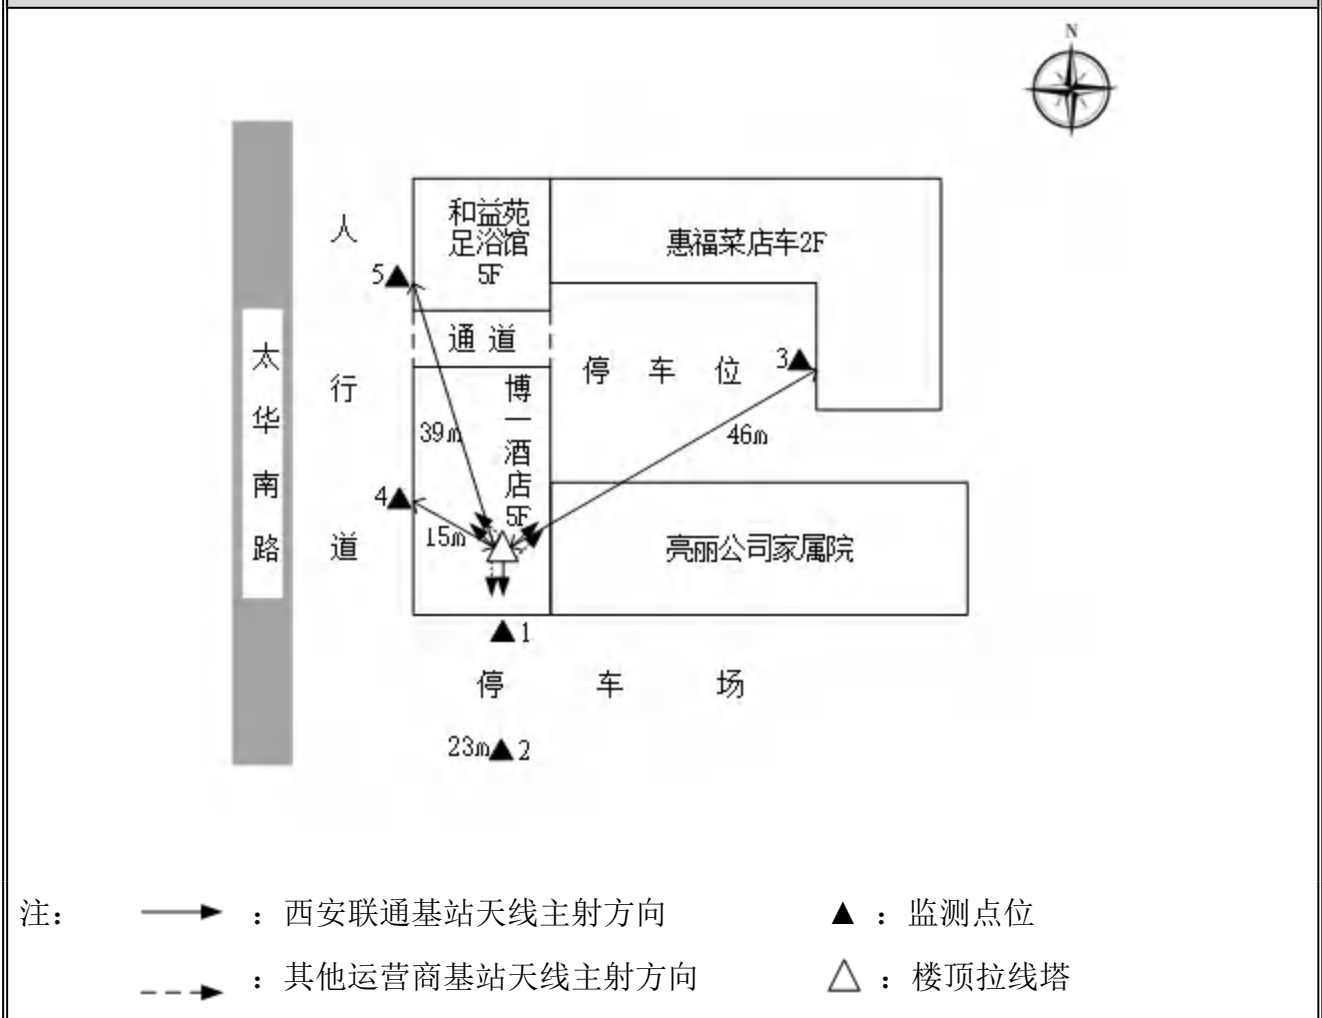 N
和益苑
足浴馆
5F
惠福菜店车2F
人行道
5
通 道
太华南路
停 车 位
3
博一酒店
5F
39m
46m
4
15m
亮丽公司家属院
1
停 车 场
23m
2
注：
：西安联通基站天线主射方向
▲ ：监测点位
：其他运营商基站天线主射方向
△ ：楼顶拉线塔